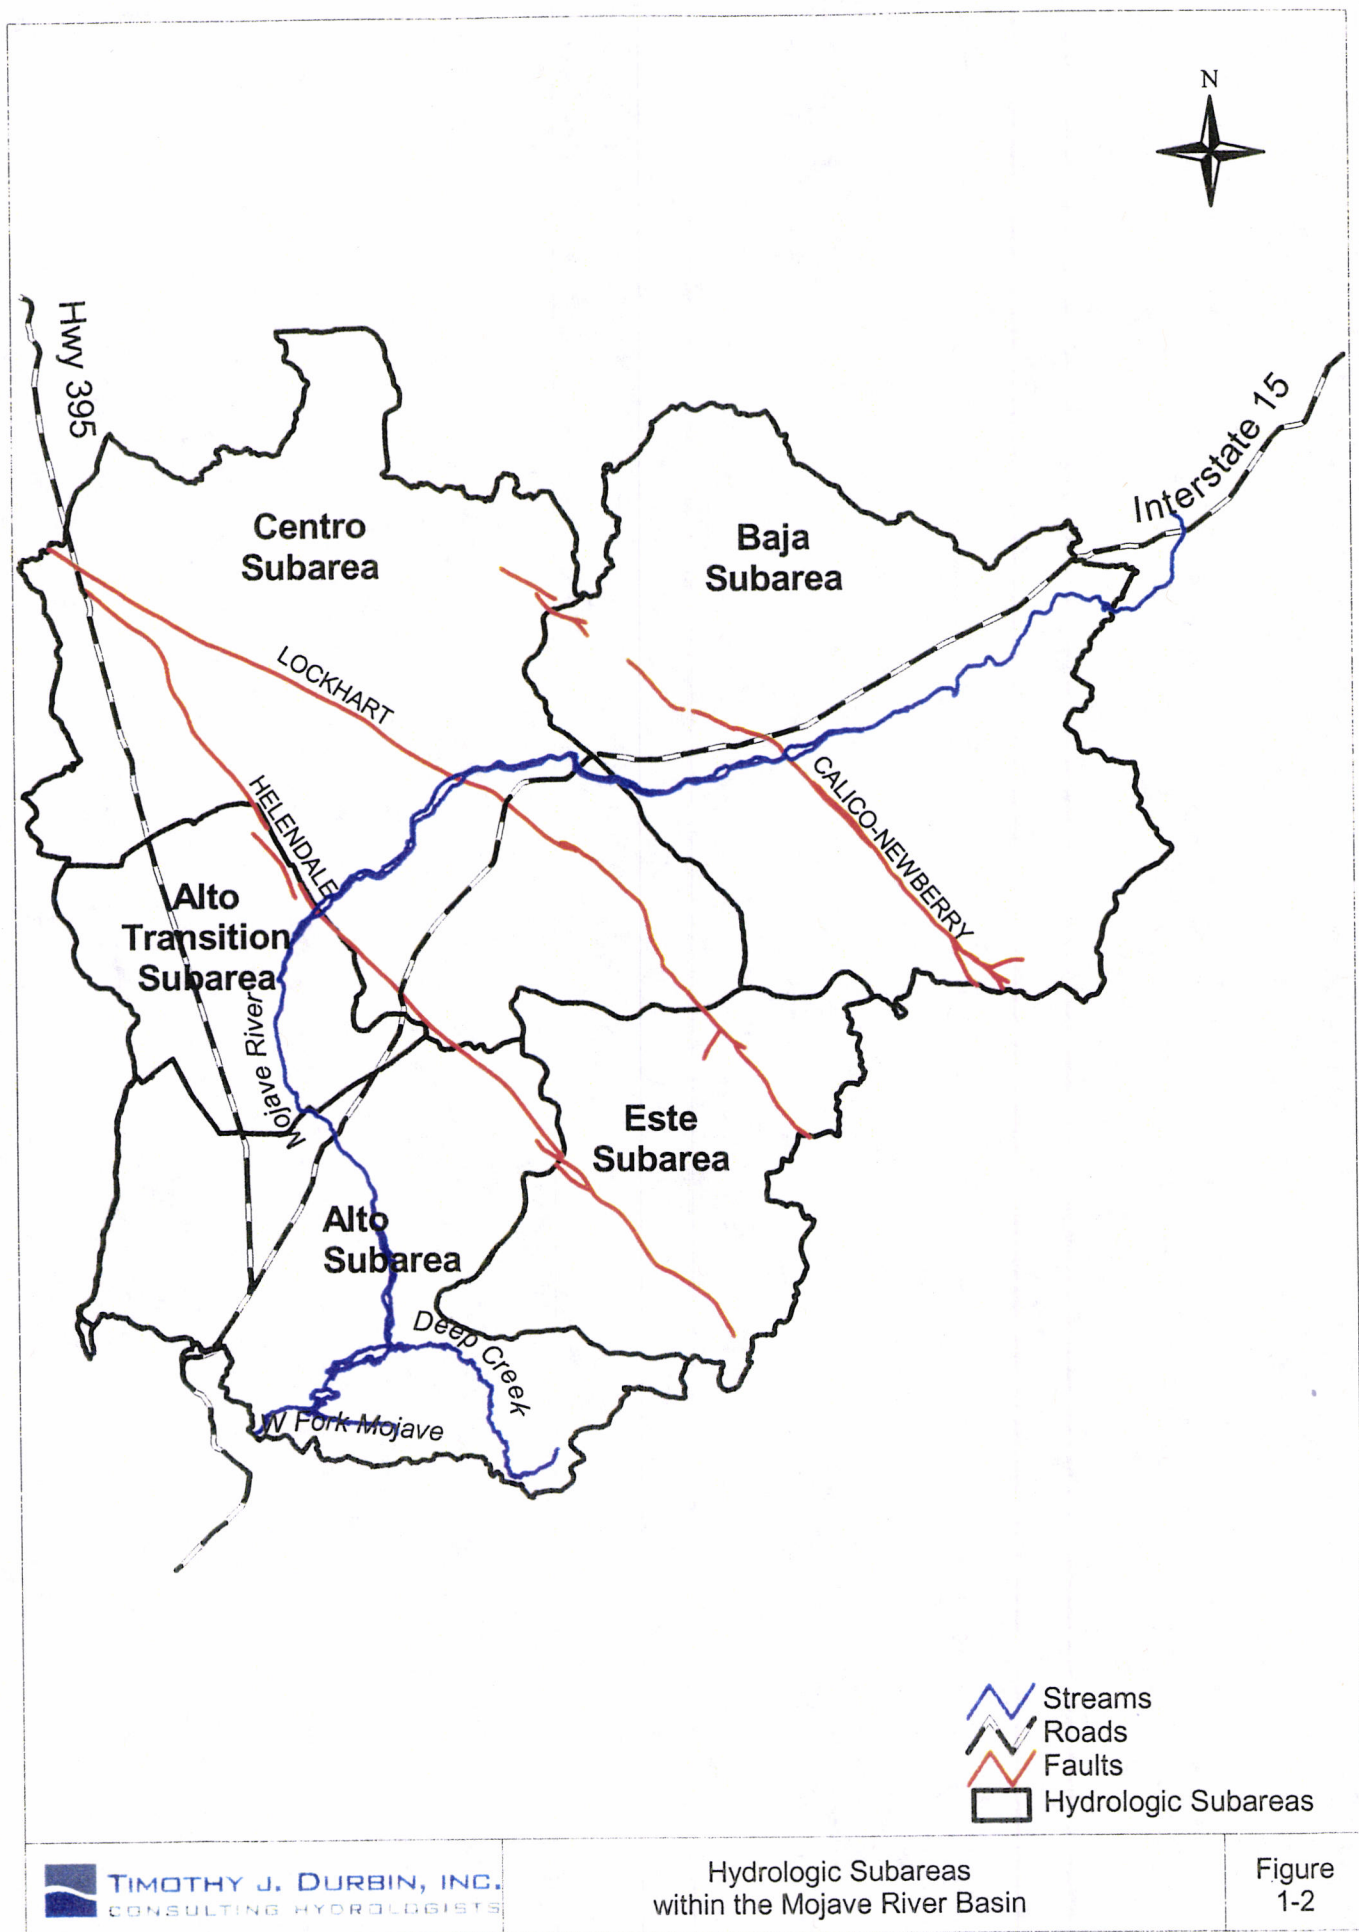 N
Hwy 395
Interstate 15
Centro
Subarea
Baja
Subarea
LOCKHART
HELENDALE
CALICO-NEWBERRY
Alto
Transition
Subarea
Mojave River
Este
Subarea
Alto
Subarea
Deep Creek
W Fork Mojave
Streams
Roads
Faults
Hydrologic Subareas
TIMOTHY J. DURBIN, INC.
CONSULTING HYDROLOGISTS
Hydrologic Subareas
within the Mojave River Basin
Figure
1-2